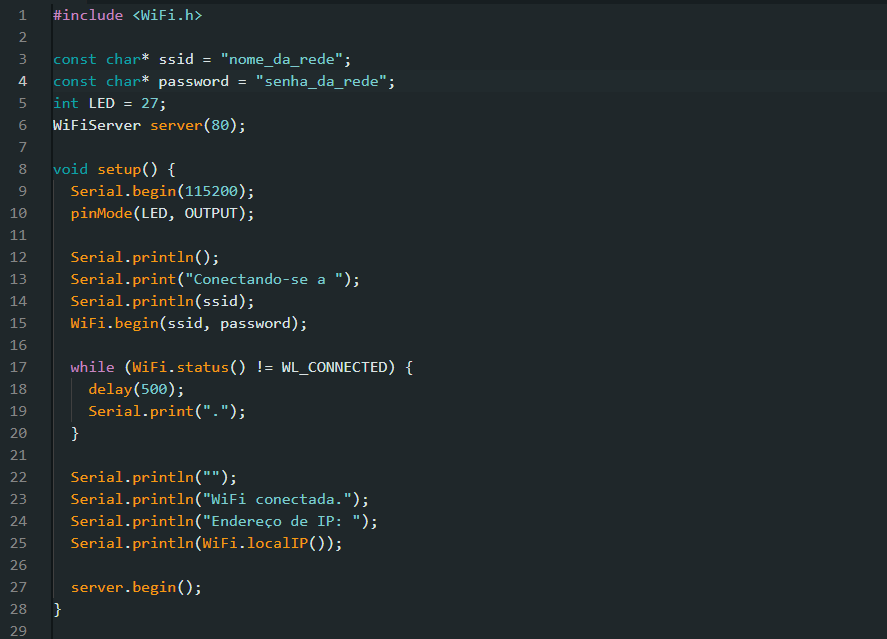 1 #include <WiFi.h>
2
3 const char* ssid = "nome_da_rede";
4 const char* password = "senha_da_rede";
5 int LED = 27;
6 WiFiServer server(80);
7
8 void setup() {
9   Serial.begin(115200);
10   pinMode(LED, OUTPUT);
11
12   Serial.println();
13   Serial.print("Conectando-se a ");
14   Serial.println(ssid);
15   WiFi.begin(ssid, password);
16
17   while (WiFi.status() != WL_CONNECTED) {
18     delay(500);
19     Serial.print(".");
20   }
21
22   Serial.println("");
23   Serial.println("WiFi conectada.");
24   Serial.println("Endereço de IP: ");
25   Serial.println(WiFi.localIP());
26
27   server.begin();
28 }
29